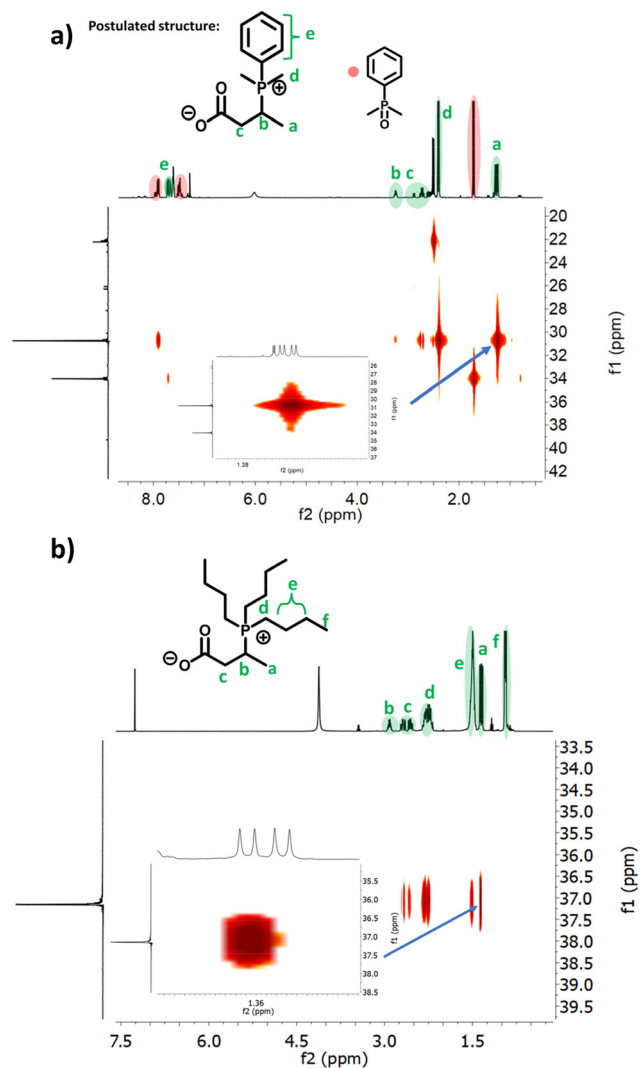 a)
Postulated structure:
e
d
P
⊕
⊖
O
O
c
b
a
P
O
e
b
c
d
a
20
22
24
26
28
30
32
34
36
38
40
42
f1 (ppm)
26
27
28
29
30
31
32
33
34
35
36
37
f1 (ppm)
1.38
f2 (ppm)
8.0
6.0
4.0
2.0
f2 (ppm)
b)
e
d
f
P
⊕
O
⊖
O
c
b
a
b
c
d
e
a
f
33.5
34.0
34.5
35.0
35.5
36.0
36.5
37.0
37.5
38.0
38.5
39.0
39.5
f1 (ppm)
35.5
36.0
36.5
37.0
37.5
38.0
38.5
f1 (ppm)
1.36
f2 (ppm)
7.5
6.0
4.5
3.0
1.5
f2 (ppm)